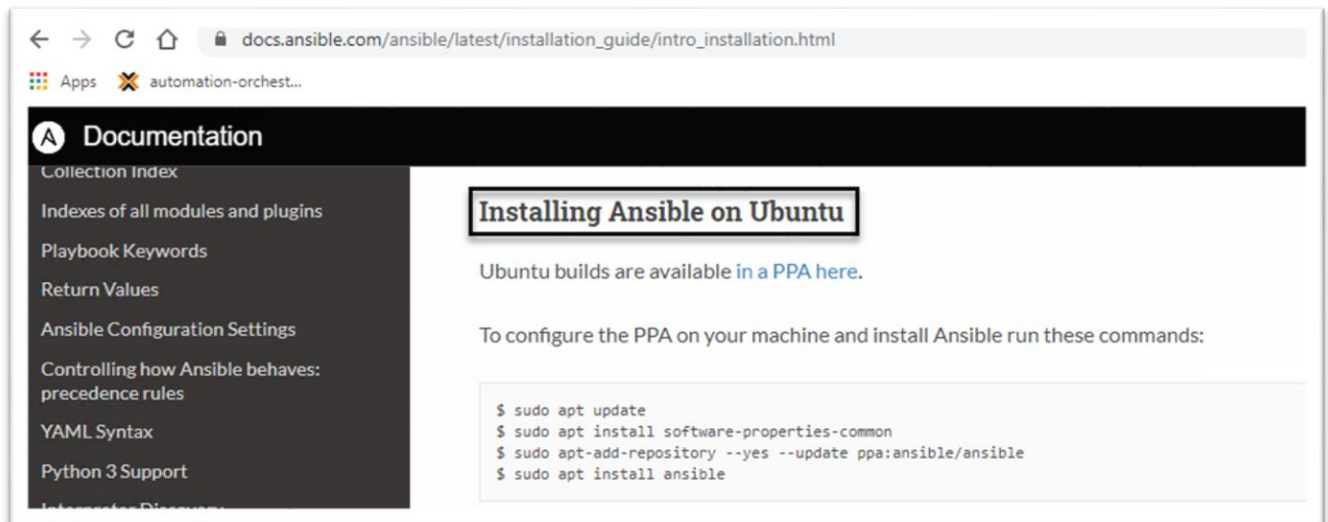 docs.ansible.com/ansible/latest/installation_guide/intro_installation.html
Apps automation-orchest...
A Documentation
Collection Index
Indexes of all modules and plugins
Playbook Keywords
Return Values
Ansible Configuration Settings
Controlling how Ansible behaves:
precedence rules
YAML Syntax
Python 3 Support
Interpreter Discovery
Installing Ansible on Ubuntu
Ubuntu builds are available in a PPA here.
To configure the PPA on your machine and install Ansible run these commands:
$ sudo apt update
$ sudo apt install software-properties-common
$ sudo apt-add-repository --yes --update ppa:ansible/ansible
$ sudo apt install ansible